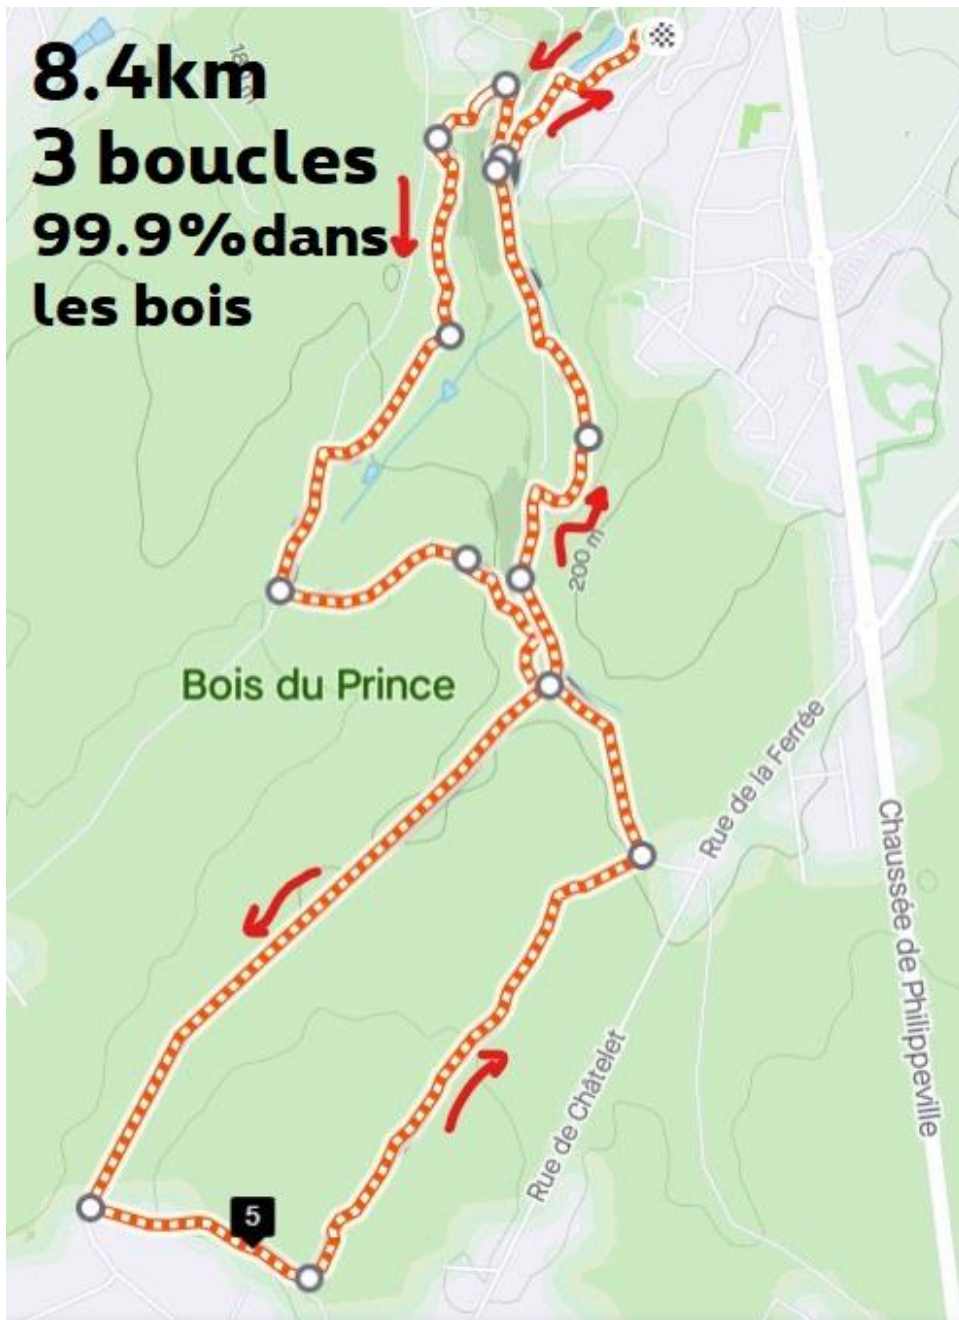 8.4km
3 boucles
99.9%dans
les bois
200 m
Bois du Prince
Rue de la Ferrée
Chaussée de Philippeville
Rue de Châtelet
5